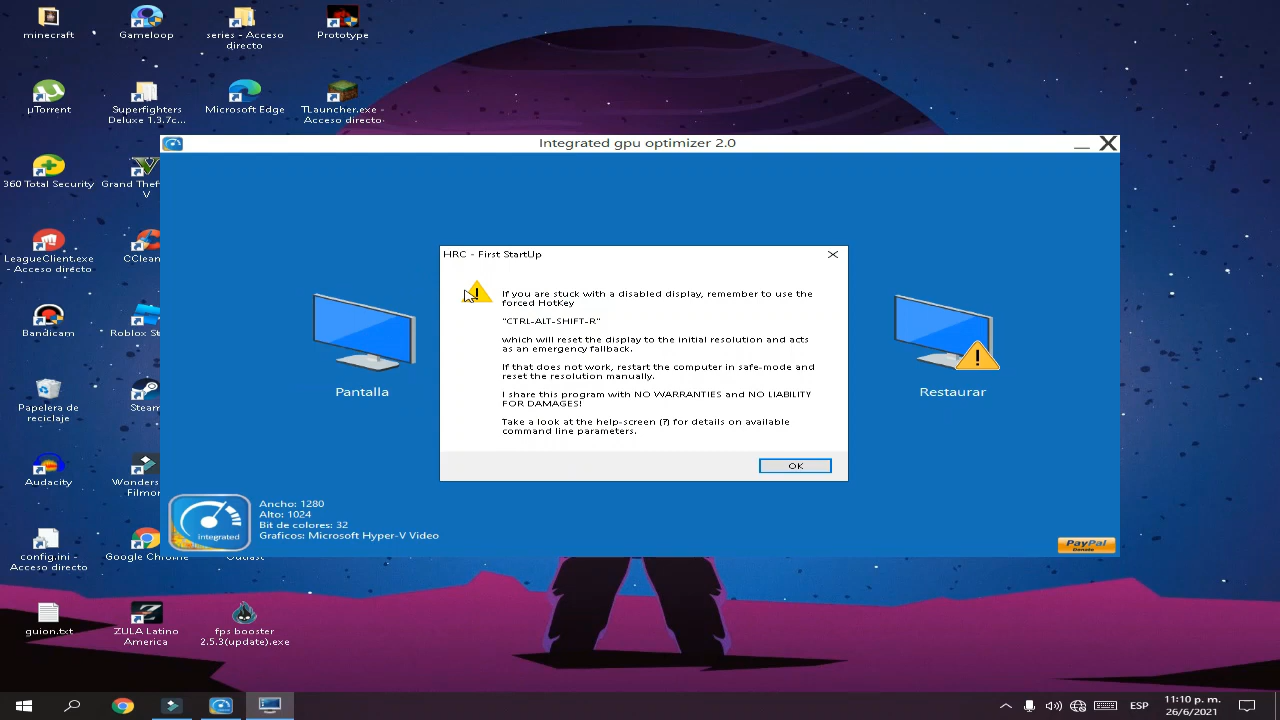 minecraft
Gameloop
series - Acceso
directo
Prototype
µTorrent
Superfighters
Deluxe 1.3.7c...
Microsoft Edge
TLauncher.exe -
Acceso directo
Integrated gpu optimizer 2.0
360 Total Security
Grand Thef
V
HRC - First StartUp
LeagueClient.exe
- Acceso directo
CClean
If you are stuck with a disabled display, remember to use the
forced HotKey
"CTRL-ALT-SHIFT-R"
Bandicam
Roblox St
which will reset the display to the initial resolution and acts
as an emergency fallback.
If that does not work, restart the computer in safe-mode and
reset the resolution manually.
Pantalla
Restaurar
I share this program with NO WARRANTIES and NO LIABILITY
FOR DAMAGES!
Papelera de
reciclaje
Steam
Take a look at the help-screen (?) for details on available
command line parameters.
OK
Audacity
Wonders
Filmor
integrated
Ancho: 1280
Alto: 1024
Bit de colores: 32
Graficos: Microsoft Hyper-V Video
PayPal
Donate
config.ini -
Acceso directo
Google Chrome
Outlast
guion.txt
ZULA Latino
America
fps booster
2.5.3(update).exe
ESP
11:10 p. m.
26/6/2021